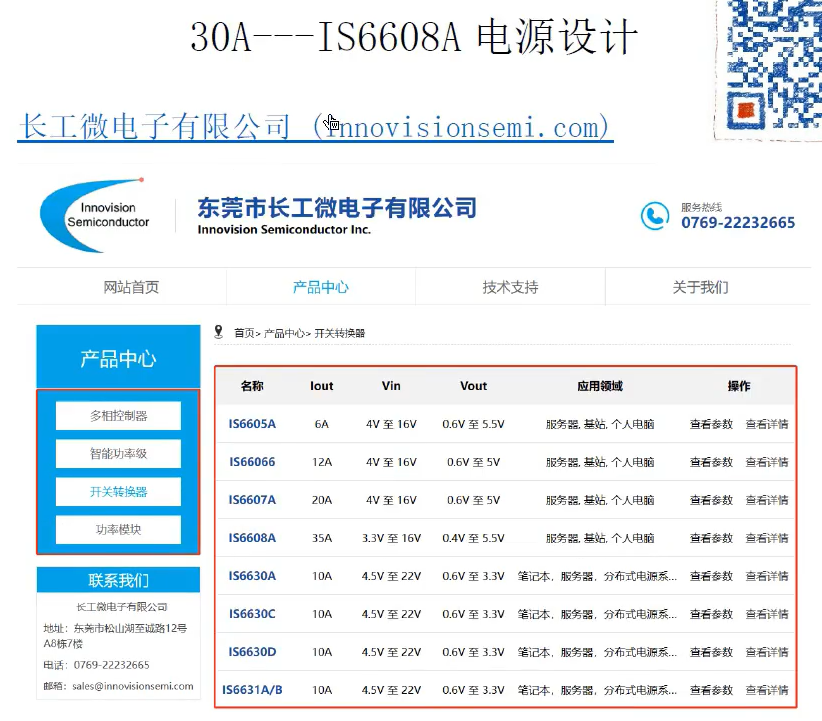 30A---IS6608A 电源设计
长工微电子有限公司 (Innovisionsemi.com)
Innovision
Semiconductor
东莞市长工微电子有限公司
Innovision Semiconductor Inc.
服务热线
0769-22232665
网站首页 产品中心 技术支持 关于我们
产品中心
多相控制器
智能功率级
开关转换器
功率模块
联系我们
长工微电子有限公司
地址：东莞市松山湖至诚路12号
A8栋7楼
电话：0769-22232665
邮箱：sales@innovisionsemi.com
首页> 产品中心> 开关转换器
名称 Iout Vin Vout 应用领域 操作
IS6605A 6A 4V 至 16V 0.6V 至 5.5V 服务器, 基站, 个人电脑 查看参数 查看详情
IS66066 12A 4V 至 16V 0.6V 至 5V 服务器, 基站, 个人电脑 查看参数 查看详情
IS6607A 20A 4V 至 16V 0.6V 至 5V 服务器, 基站, 个人电脑 查看参数 查看详情
IS6608A 35A 3.3V 至 16V 0.4V 至 5.5V 服务器, 基站, 个人电脑 查看参数 查看详情
IS6630A 10A 4.5V 至 22V 0.6V 至 3.3V 笔记本，服务器，分布式电源系... 查看参数 查看详情
IS6630C 10A 4.5V 至 22V 0.6V 至 3.3V 笔记本，服务器，分布式电源系... 查看参数 查看详情
IS6630D 10A 4.5V 至 22V 0.6V 至 3.3V 笔记本，服务器，分布式电源系... 查看参数 查看详情
IS6631A/B 10A 4.5V 至 22V 0.6V 至 3.3V 笔记本，服务器，分布式电源系... 查看参数 查看详情